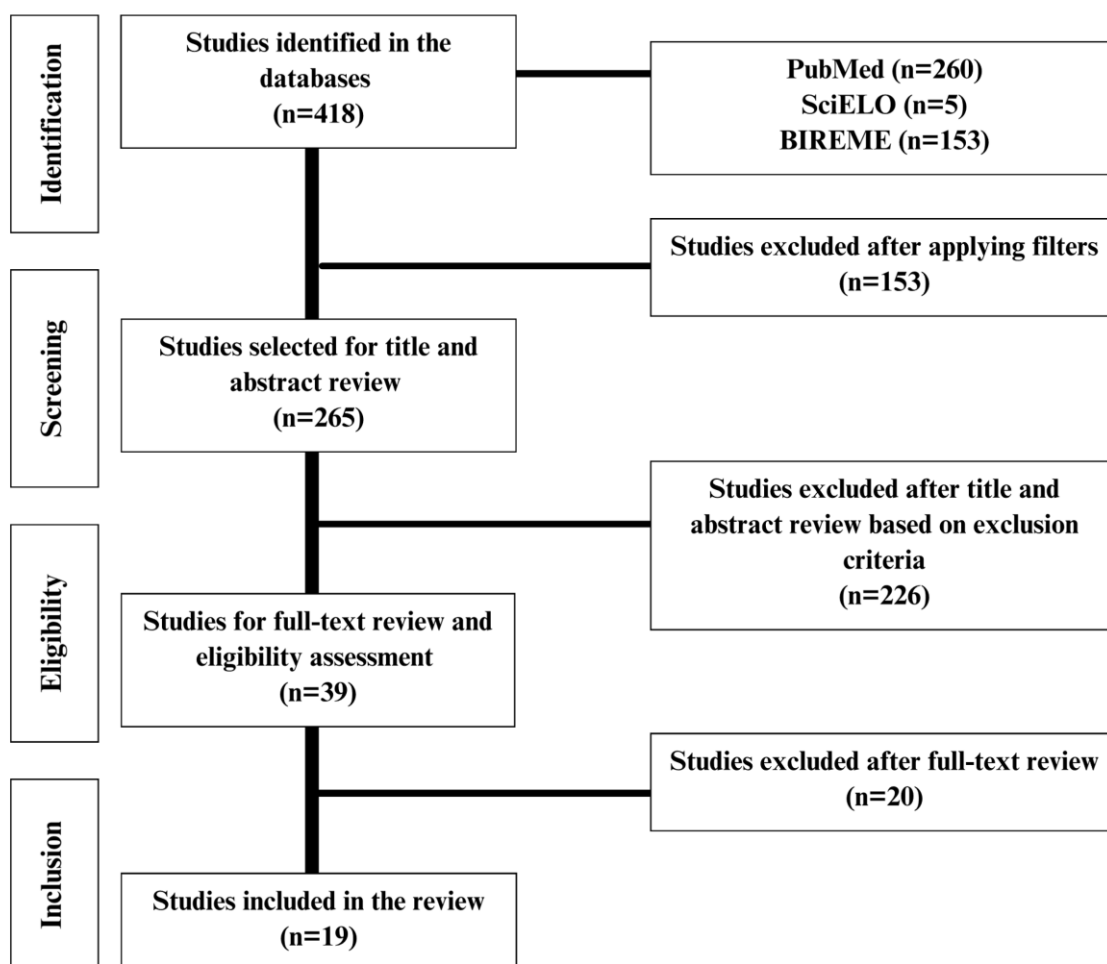 Identification
Studies identified in the
databases
(n=418)
PubMed (n=260)
SciELO (n=5)
BIREME (n=153)
Studies excluded after applying filters
(n=153)
Screening
Studies selected for title and
abstract review
(n=265)
Studies excluded after title and
abstract review based on exclusion
criteria
(n=226)
Eligibility
Studies for full-text review and
eligibility assessment
(n=39)
Studies excluded after full-text review
(n=20)
Inclusion
Studies included in the review
(n=19)